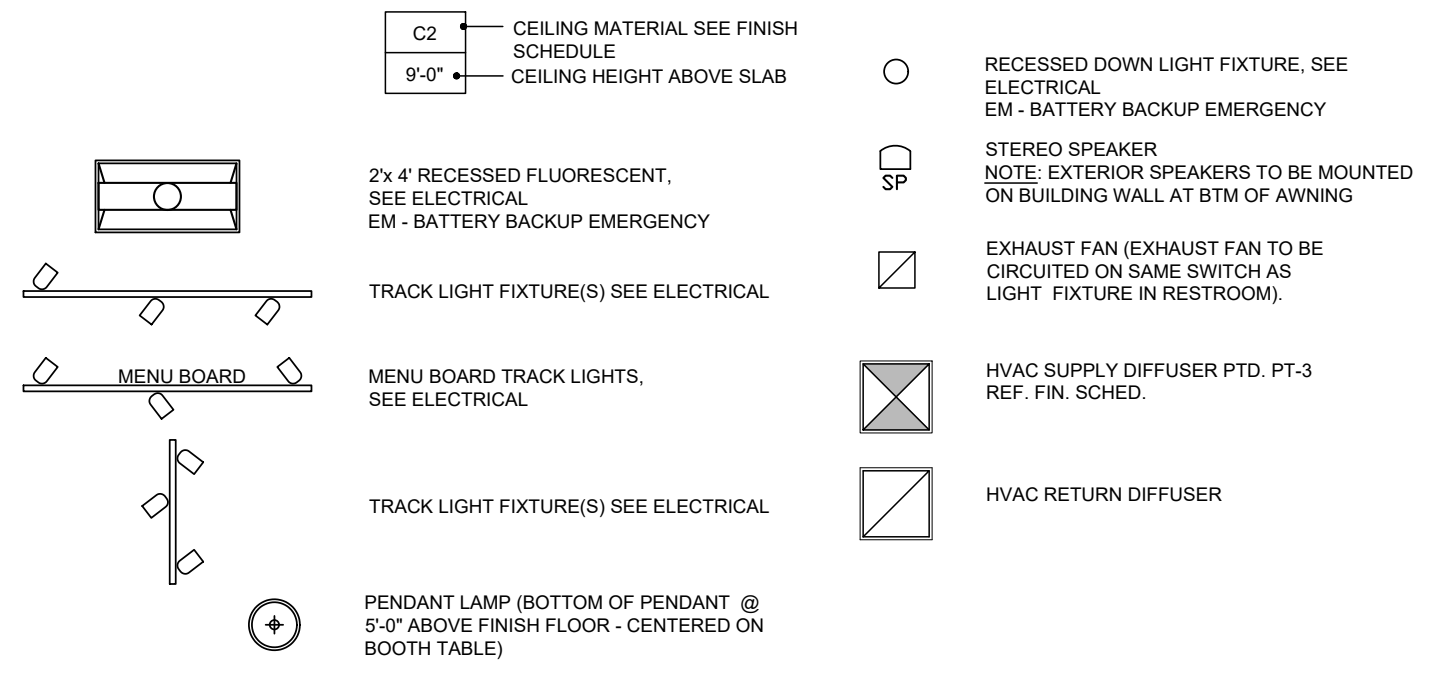 C2
CEILING MATERIAL SEE FINISH
SCHEDULE
9'-0"
CEILING HEIGHT ABOVE SLAB
2'x 4' RECESSED FLUORESCENT,
SEE ELECTRICAL
EM - BATTERY BACKUP EMERGENCY
TRACK LIGHT FIXTURE(S) SEE ELECTRICAL
MENU BOARD
MENU BOARD TRACK LIGHTS,
SEE ELECTRICAL
TRACK LIGHT FIXTURE(S) SEE ELECTRICAL
PENDANT LAMP (BOTTOM OF PENDANT @
5'-0" ABOVE FINISH FLOOR - CENTERED ON
BOOTH TABLE)
RECESSED DOWN LIGHT FIXTURE, SEE
ELECTRICAL
EM - BATTERY BACKUP EMERGENCY
SP
STEREO SPEAKER
NOTE: EXTERIOR SPEAKERS TO BE MOUNTED
ON BUILDING WALL AT BTM OF AWNING
EXHAUST FAN (EXHAUST FAN TO BE
CIRCUITED ON SAME SWITCH AS
LIGHT FIXTURE IN RESTROOM).
HVAC SUPPLY DIFFUSER PTD. PT-3
REF. FIN. SCHED.
HVAC RETURN DIFFUSER